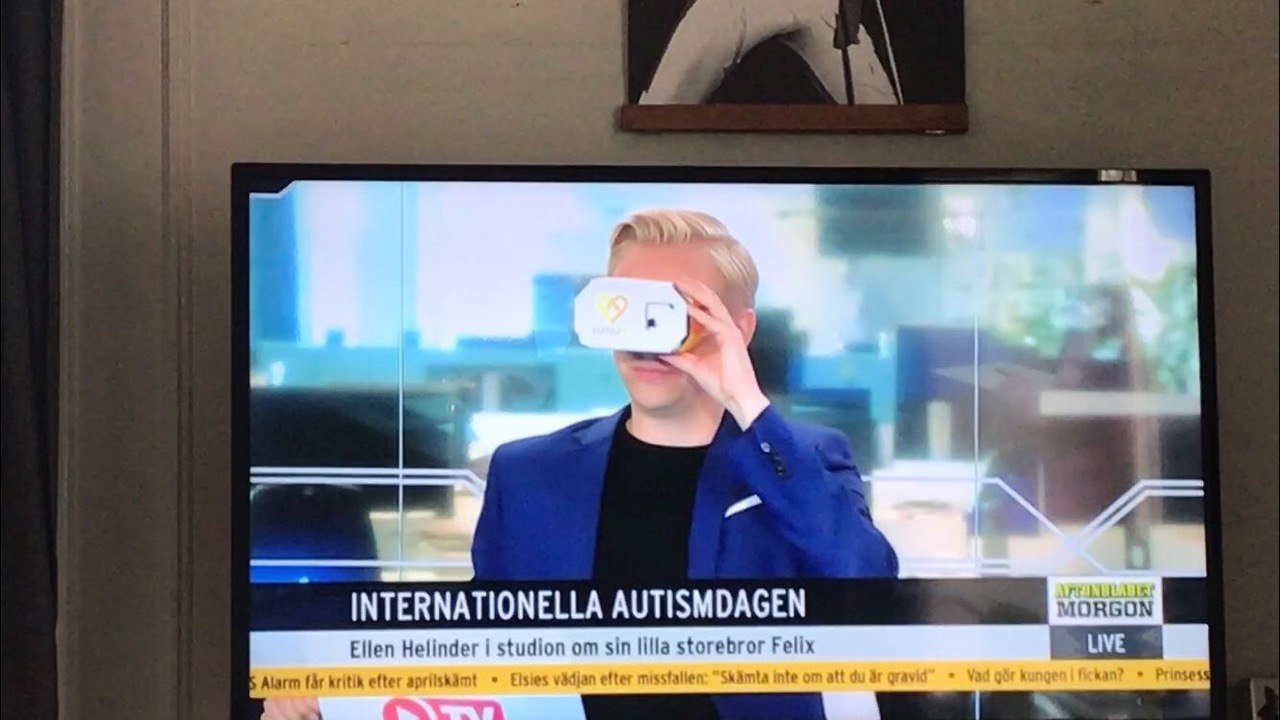 INTERNATIONELLA AUTISMDAGEN
AFTONBLADET
MORGON
Ellen Helinder i studion om sin lilla storebror Felix
LIVE
S Alarm får kritik efter aprilskämt • Elsies vädjan efter missfallen: "Skämta inte om att du är gravid" • Vad gör kungen i fickan? • Prinsess
TV